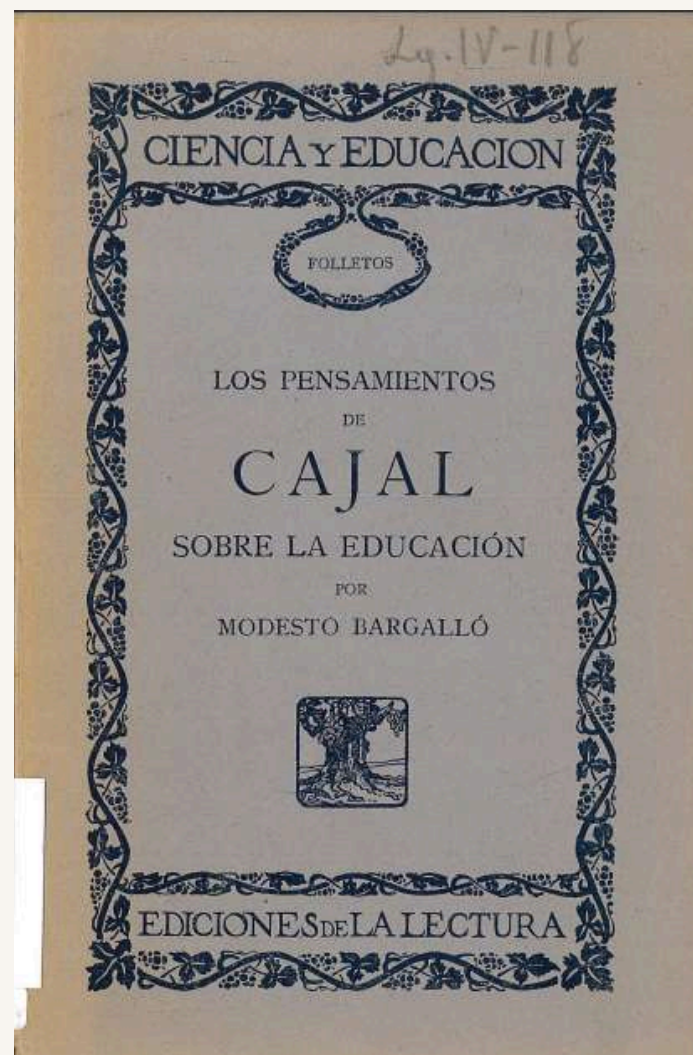 Lg. IV-118
CIENCIA Y EDUCACION
FOLLETOS
LOS PENSAMIENTOS
DE
CAJAL
SOBRE LA EDUCACIÓN
POR
MODESTO BARGALLÓ
EDICIONES DE LA LECTURA